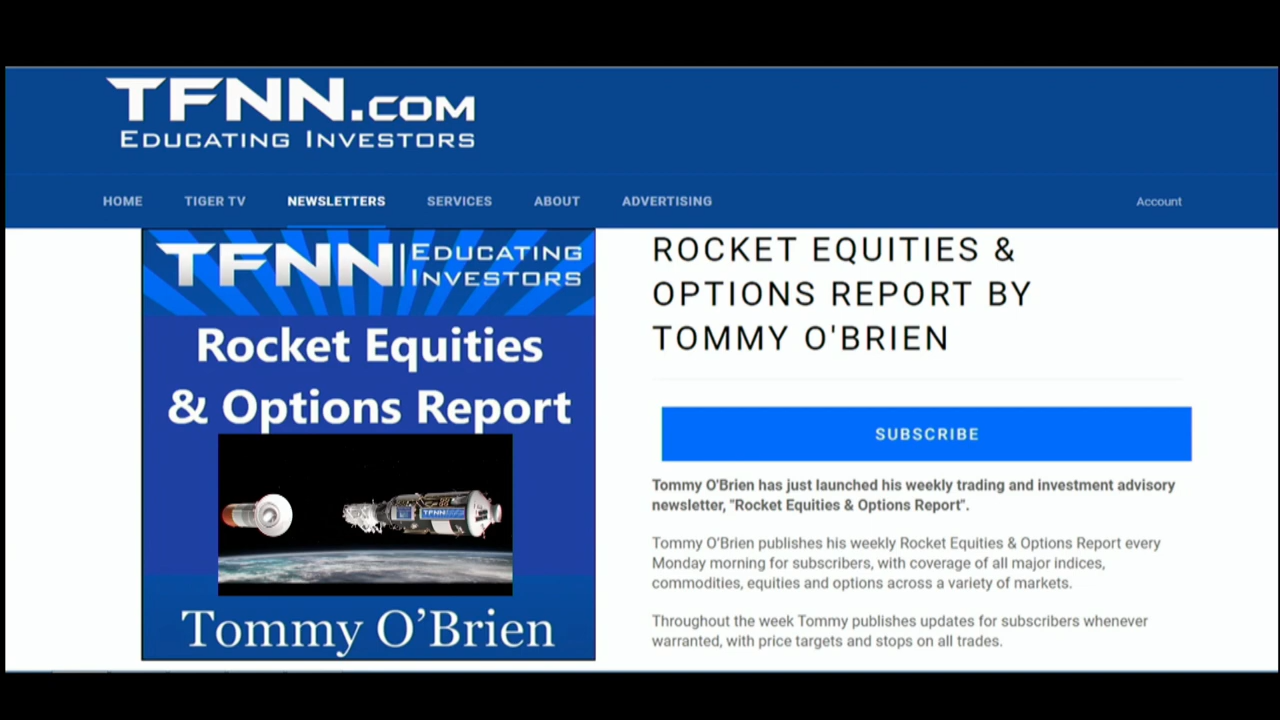 TFNN.COM
EDUCATING INVESTORS
HOME TIGER TV NEWSLETTERS SERVICES ABOUT ADVERTISING Account
TFNN EDUCATING INVESTORS
Rocket Equities
& Options Report
TFNN
Tommy O’Brien
ROCKET EQUITIES &
OPTIONS REPORT BY
TOMMY O'BRIEN
SUBSCRIBE
Tommy O'Brien has just launched his weekly trading and investment advisory
newsletter, "Rocket Equities & Options Report".
Tommy O'Brien publishes his weekly Rocket Equities & Options Report every
Monday morning for subscribers, with coverage of all major indices,
commodities, equities and options across a variety of markets.
Throughout the week Tommy publishes updates for subscribers whenever
warranted, with price targets and stops on all trades.